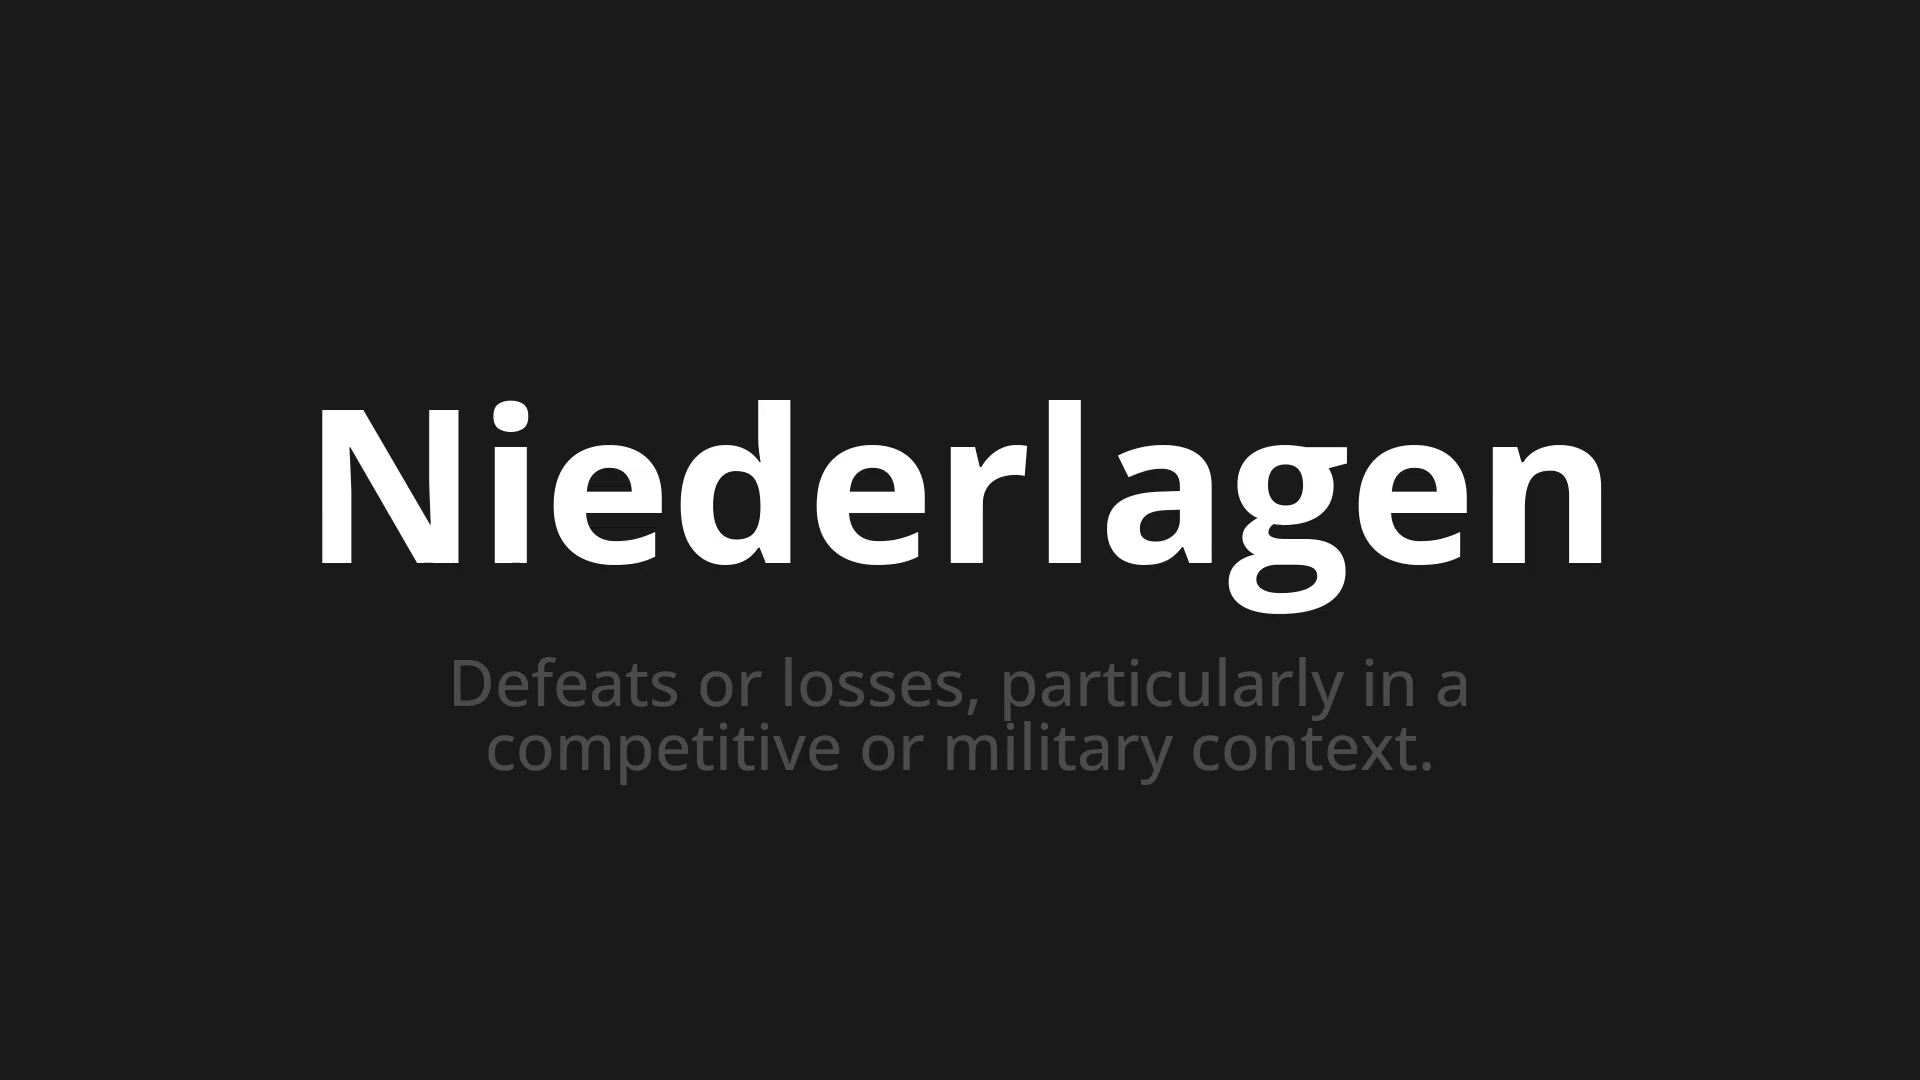 Niederlagen
Defeats or losses, particularly in a
competitive or military context.